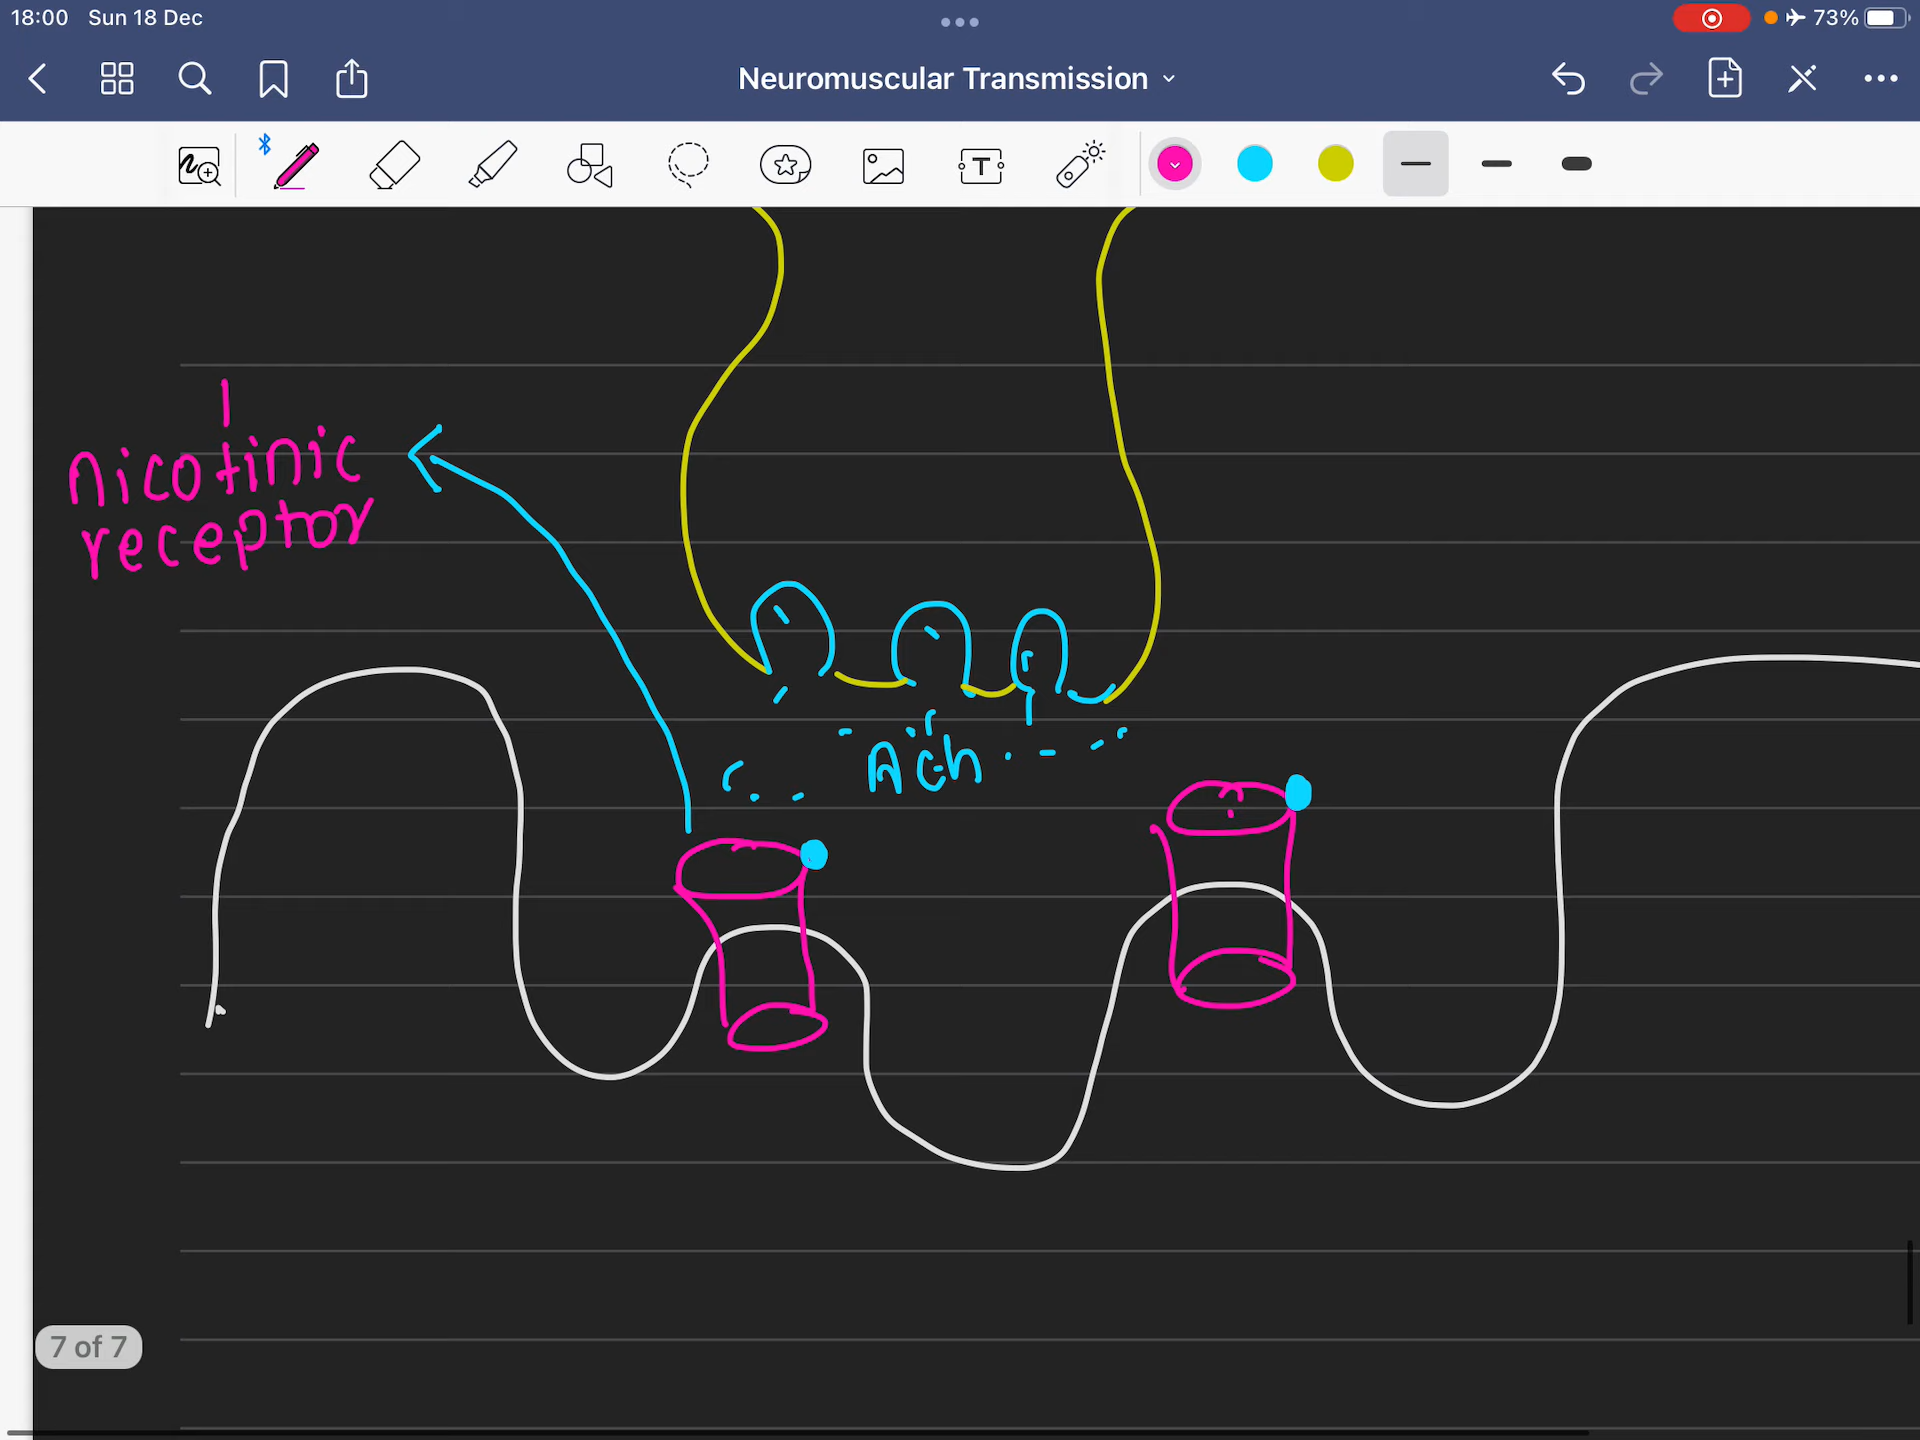 18:00 Sun 18 Dec
73%
Neuromuscular Transmission
T
nicotinic
receptor
Ach
7 of 7